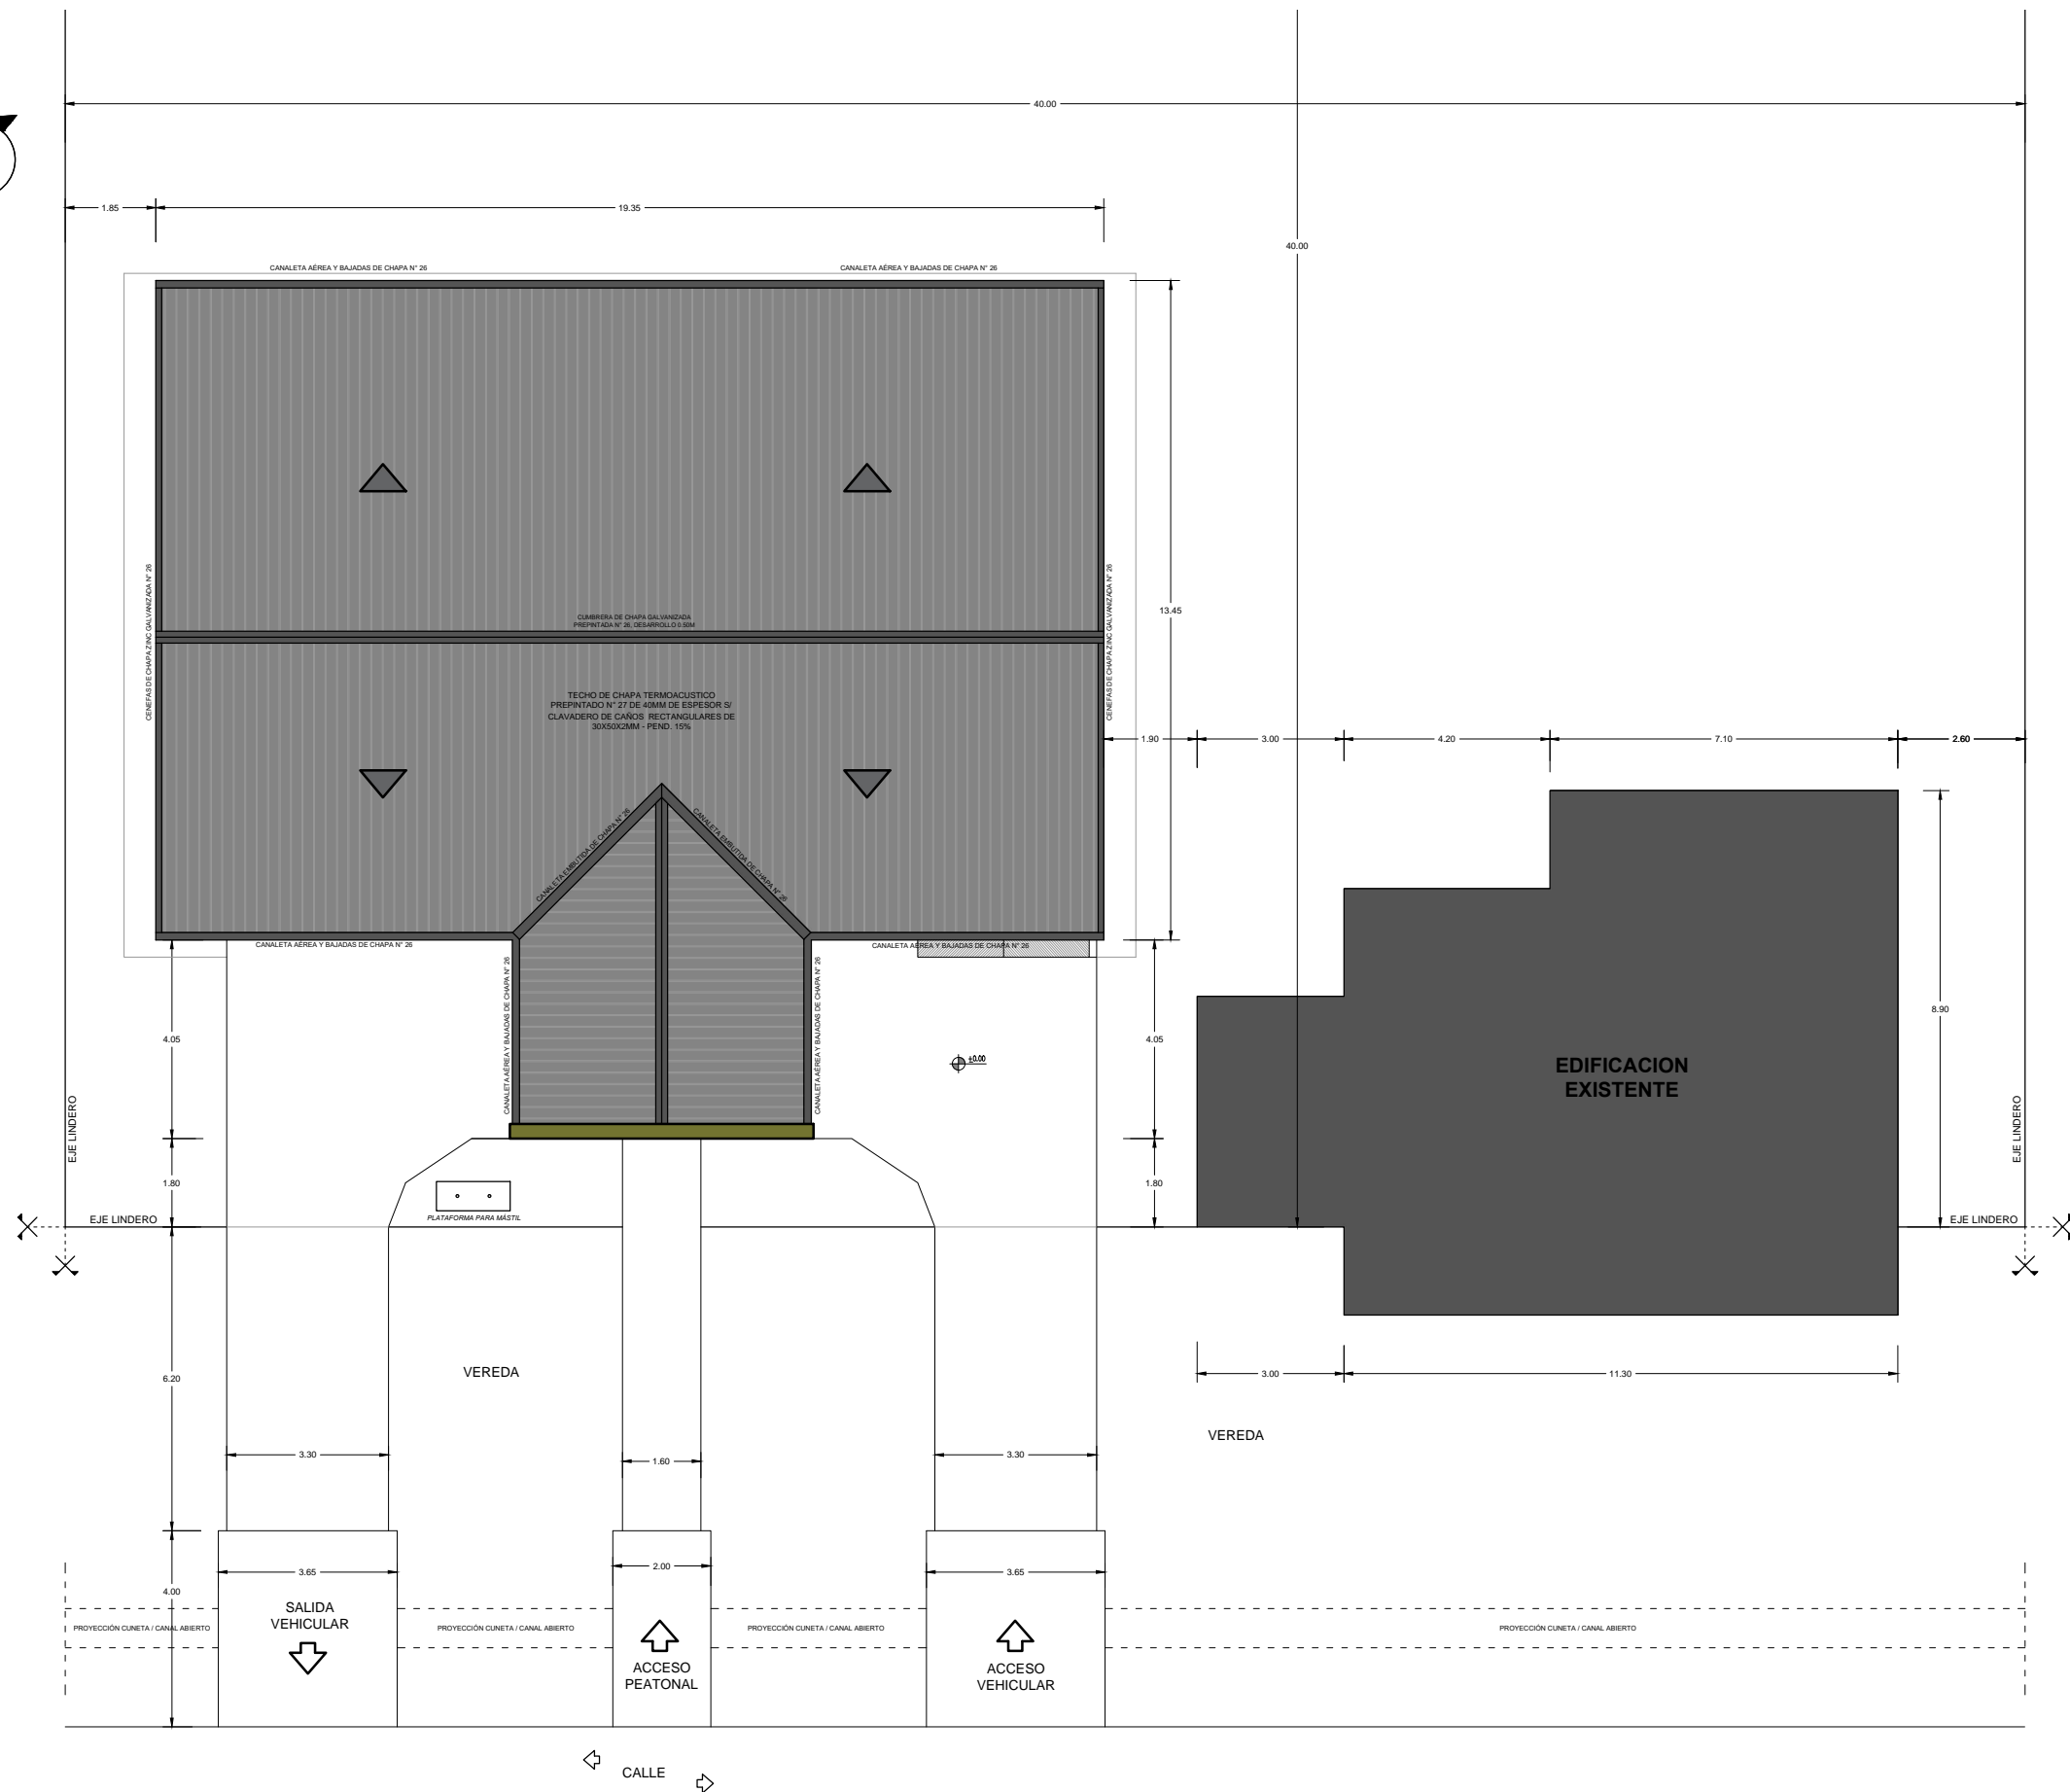 40.00
1.85
19.35
40.00
CANALETA AÉREA Y BAJADAS DE CHAPA N° 26
CANALETA AÉREA Y BAJADAS DE CHAPA N° 26
CENEFAS DE CHAPA ZINC GALVANIZADA N° 26
CENEFAS DE CHAPA ZINC GALVANIZADA N° 26
13.45
CUMBRERA DE CHAPA GALVANIZADA
PREPINTADA N° 26, DESARROLLO 0.50M
TECHO DE CHAPA TERMOACUSTICO
PREPINTADO N° 27 DE 40MM DE ESPESOR S/
CLAVADERO DE CAÑOS RECTANGULARES DE
30X50X2MM - PEND. 15%
1.90
3.00
4.20
7.10
2.60
CANALETA EMBUTIDA DE CHAPA N° 26
CANALETA EMBUTIDA DE CHAPA N° 26
CANALETA AÉREA Y BAJADAS DE CHAPA N° 26
CANALETA AÉREA Y BAJADAS DE CHAPA N° 26
CANALETA AÉREA Y BAJADAS DE CHAPA N° 26
CANALETA AÉREA Y BAJADAS DE CHAPA N° 26
4.05
±0.00
4.05
8.90
EDIFICACION
EXISTENTE
EJE LINDERO
EJE LINDERO
1.80
1.80
PLATAFORMA PARA MÁSTIL
EJE LINDERO
EJE LINDERO
6.20
VEREDA
3.00
11.30
VEREDA
3.30
1.60
3.30
4.00
3.65
2.00
3.65
SALIDA
VEHICULAR
PROYECCIÓN CUNETA / CANAL ABIERTO
PROYECCIÓN CUNETA / CANAL ABIERTO
PROYECCIÓN CUNETA / CANAL ABIERTO
PROYECCIÓN CUNETA / CANAL ABIERTO
ACCESO
PEATONAL
ACCESO
VEHICULAR
CALLE